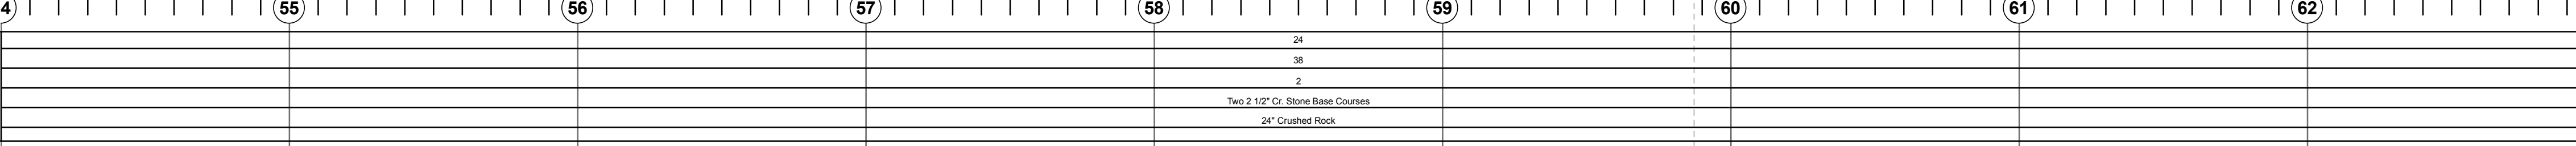 4 55 56 57 58 59 60 61 62
24
38
2
Two 2 1/2" Cr. Stone Base Courses
24" Crushed Rock